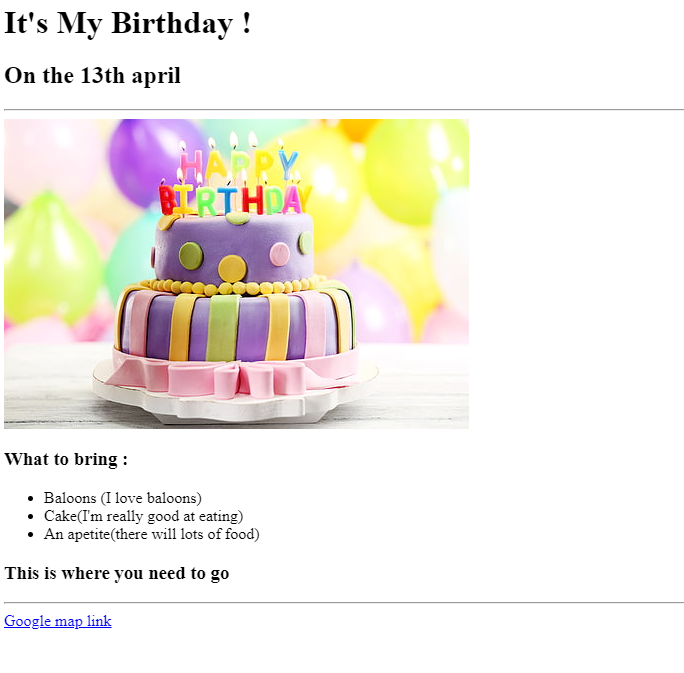 It's My Birthday !
On the 13th april
HAPPY
BIRTHDAY
What to bring :
Baloons (I love baloons)
Cake(I'm really good at eating)
An apetite(there will lots of food)
This is where you need to go
Google map link